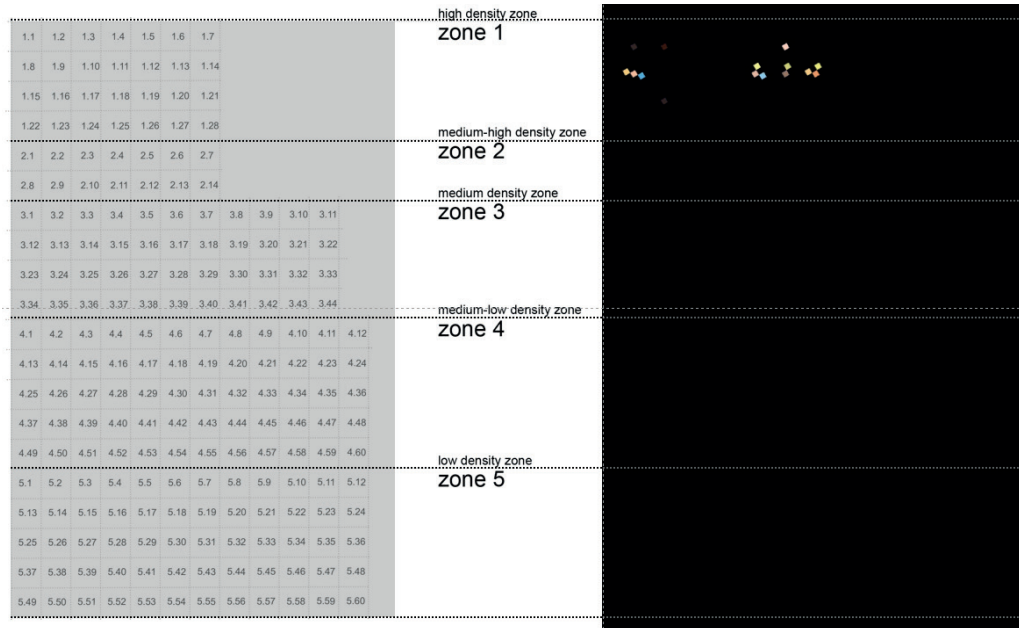 high density zone
zone 1
1.1 1.2 1.3 1.4 1.5 1.6 1.7
1.8 1.9 1.10 1.11 1.12 1.13 1.14
1.15 1.16 1.17 1.18 1.19 1.20 1.21
1.22 1.23 1.24 1.25 1.26 1.27 1.28
medium-high density zone
zone 2
2.1 2.2 2.3 2.4 2.5 2.6 2.7
2.8 2.9 2.10 2.11 2.12 2.13 2.14
medium density zone
zone 3
3.1 3.2 3.3 3.4 3.5 3.6 3.7 3.8 3.9 3.10 3.11
3.12 3.13 3.14 3.15 3.16 3.17 3.18 3.19 3.20 3.21 3.22
3.23 3.24 3.25 3.26 3.27 3.28 3.29 3.30 3.31 3.32 3.33
3.34 3.35 3.36 3.37 3.38 3.39 3.40 3.41 3.42 3.43 3.44
medium-low density zone
zone 4
4.1 4.2 4.3 4.4 4.5 4.6 4.7 4.8 4.9 4.10 4.11 4.12
4.13 4.14 4.15 4.16 4.17 4.18 4.19 4.20 4.21 4.22 4.23 4.24
4.25 4.26 4.27 4.28 4.29 4.30 4.31 4.32 4.33 4.34 4.35 4.36
4.37 4.38 4.39 4.40 4.41 4.42 4.43 4.44 4.45 4.46 4.47 4.48
4.49 4.50 4.51 4.52 4.53 4.54 4.55 4.56 4.57 4.58 4.59 4.60
low density zone
zone 5
5.1 5.2 5.3 5.4 5.5 5.6 5.7 5.8 5.9 5.10 5.11 5.12
5.13 5.14 5.15 5.16 5.17 5.18 5.19 5.20 5.21 5.22 5.23 5.24
5.25 5.26 5.27 5.28 5.29 5.30 5.31 5.32 5.33 5.34 5.35 5.36
5.37 5.38 5.39 5.40 5.41 5.42 5.43 5.44 5.45 5.46 5.47 5.48
5.49 5.50 5.51 5.52 5.53 5.54 5.55 5.56 5.57 5.58 5.59 5.60